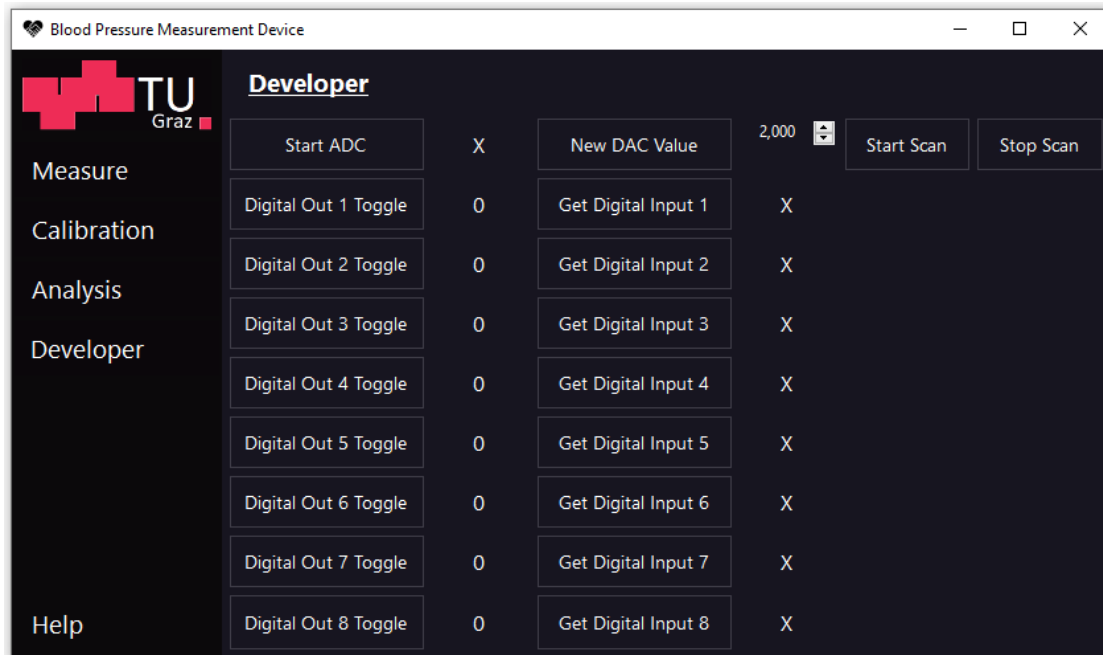 Blood Pressure Measurement Device
TU
Graz
Measure
Calibration
Analysis
Developer
Help
Developer
Start ADC X New DAC Value 2,000 Start Scan Stop Scan
Digital Out 1 Toggle 0 Get Digital Input 1 X
Digital Out 2 Toggle 0 Get Digital Input 2 X
Digital Out 3 Toggle 0 Get Digital Input 3 X
Digital Out 4 Toggle 0 Get Digital Input 4 X
Digital Out 5 Toggle 0 Get Digital Input 5 X
Digital Out 6 Toggle 0 Get Digital Input 6 X
Digital Out 7 Toggle 0 Get Digital Input 7 X
Digital Out 8 Toggle 0 Get Digital Input 8 X